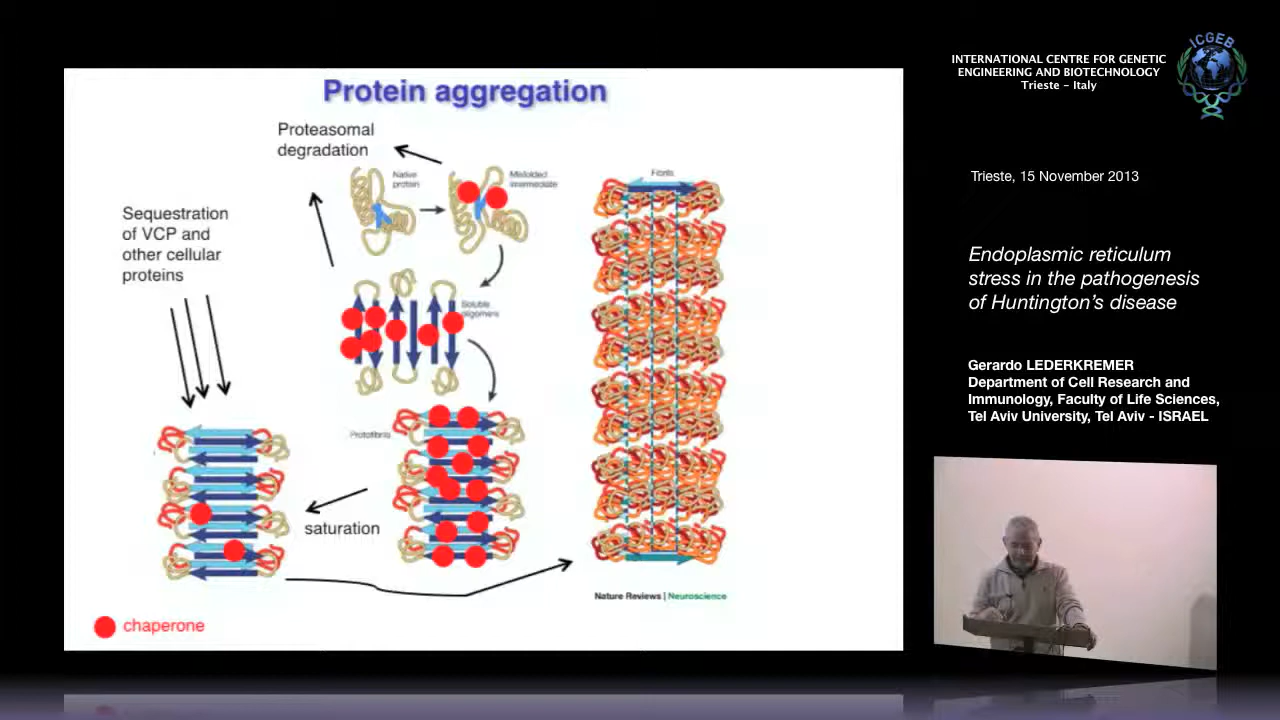 Protein aggregation
Proteasomal
degradation
Native
protein
Misfolded
intermediate
Fibrils
Sequestration
of VCP and
other cellular
proteins
Soluble
oligomers
Protofibrils
saturation
Nature Reviews | Neuroscience
chaperone
ICGEB
INTERNATIONAL CENTRE FOR GENETIC
ENGINEERING AND BIOTECHNOLOGY
Trieste - Italy
Trieste, 15 November 2013
Endoplasmic reticulum
stress in the pathogenesis
of Huntington's disease
Gerardo LEDERKREMER
Department of Cell Research and
Immunology, Faculty of Life Sciences,
Tel Aviv University, Tel Aviv - ISRAEL